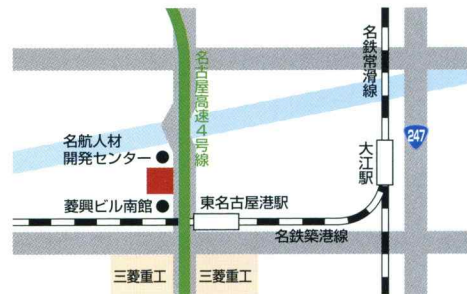 名古屋高速4号線
名鉄常滑線
247
名航人材
開発センター
大江駅
菱興ビル南館
東名古屋港駅
名鉄築港線
三菱重工
三菱重工